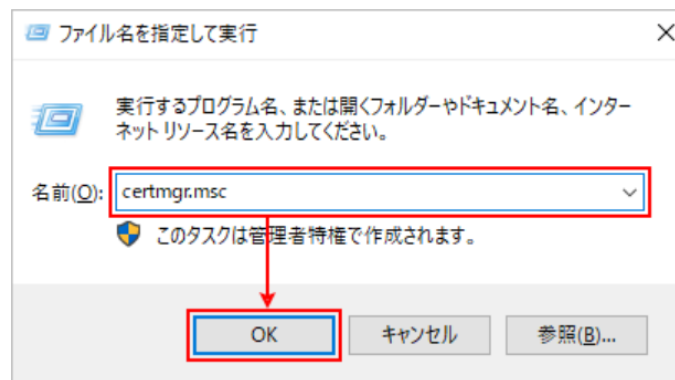 ファイル名を指定して実行
実行するプログラム名、または開くフォルダーやドキュメント名、インター
ネット リソース名を入力してください。
名前(O): certmgr.msc
このタスクは管理者特権で作成されます。
OK キャンセル 参照(B)...